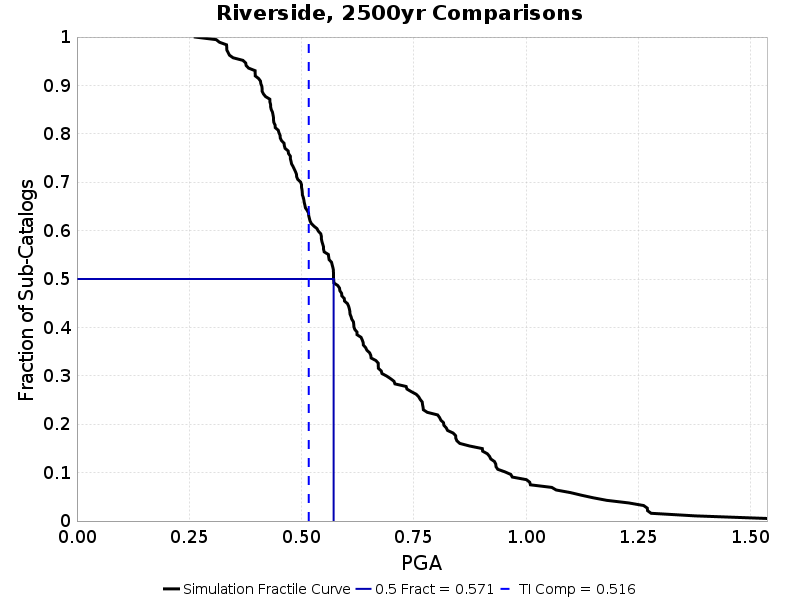 Riverside, 2500yr Comparisons
Fraction of Sub-Catalogs
1
0.9
0.8
0.7
0.6
0.5
0.4
0.3
0.2
0.1
0
0.00 0.25 0.50 0.75 1.00 1.25 1.50
PGA
Simulation Fractile Curve 0.5 Fract = 0.571 TI Comp = 0.516